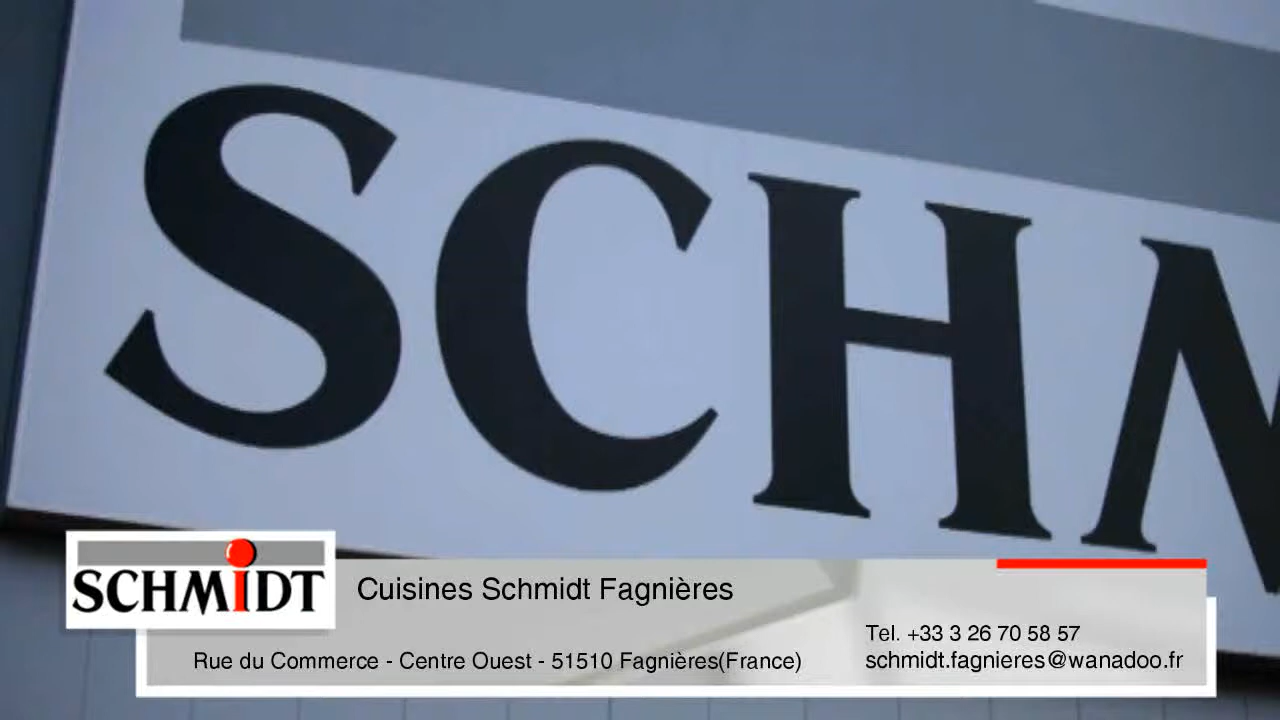 SCHM
SCHMIDT
Cuisines Schmidt Fagnières
Tel. +33 3 26 70 58 57
Rue du Commerce - Centre Ouest - 51510 Fagnières(France)
schmidt.fagnieres@wanadoo.fr